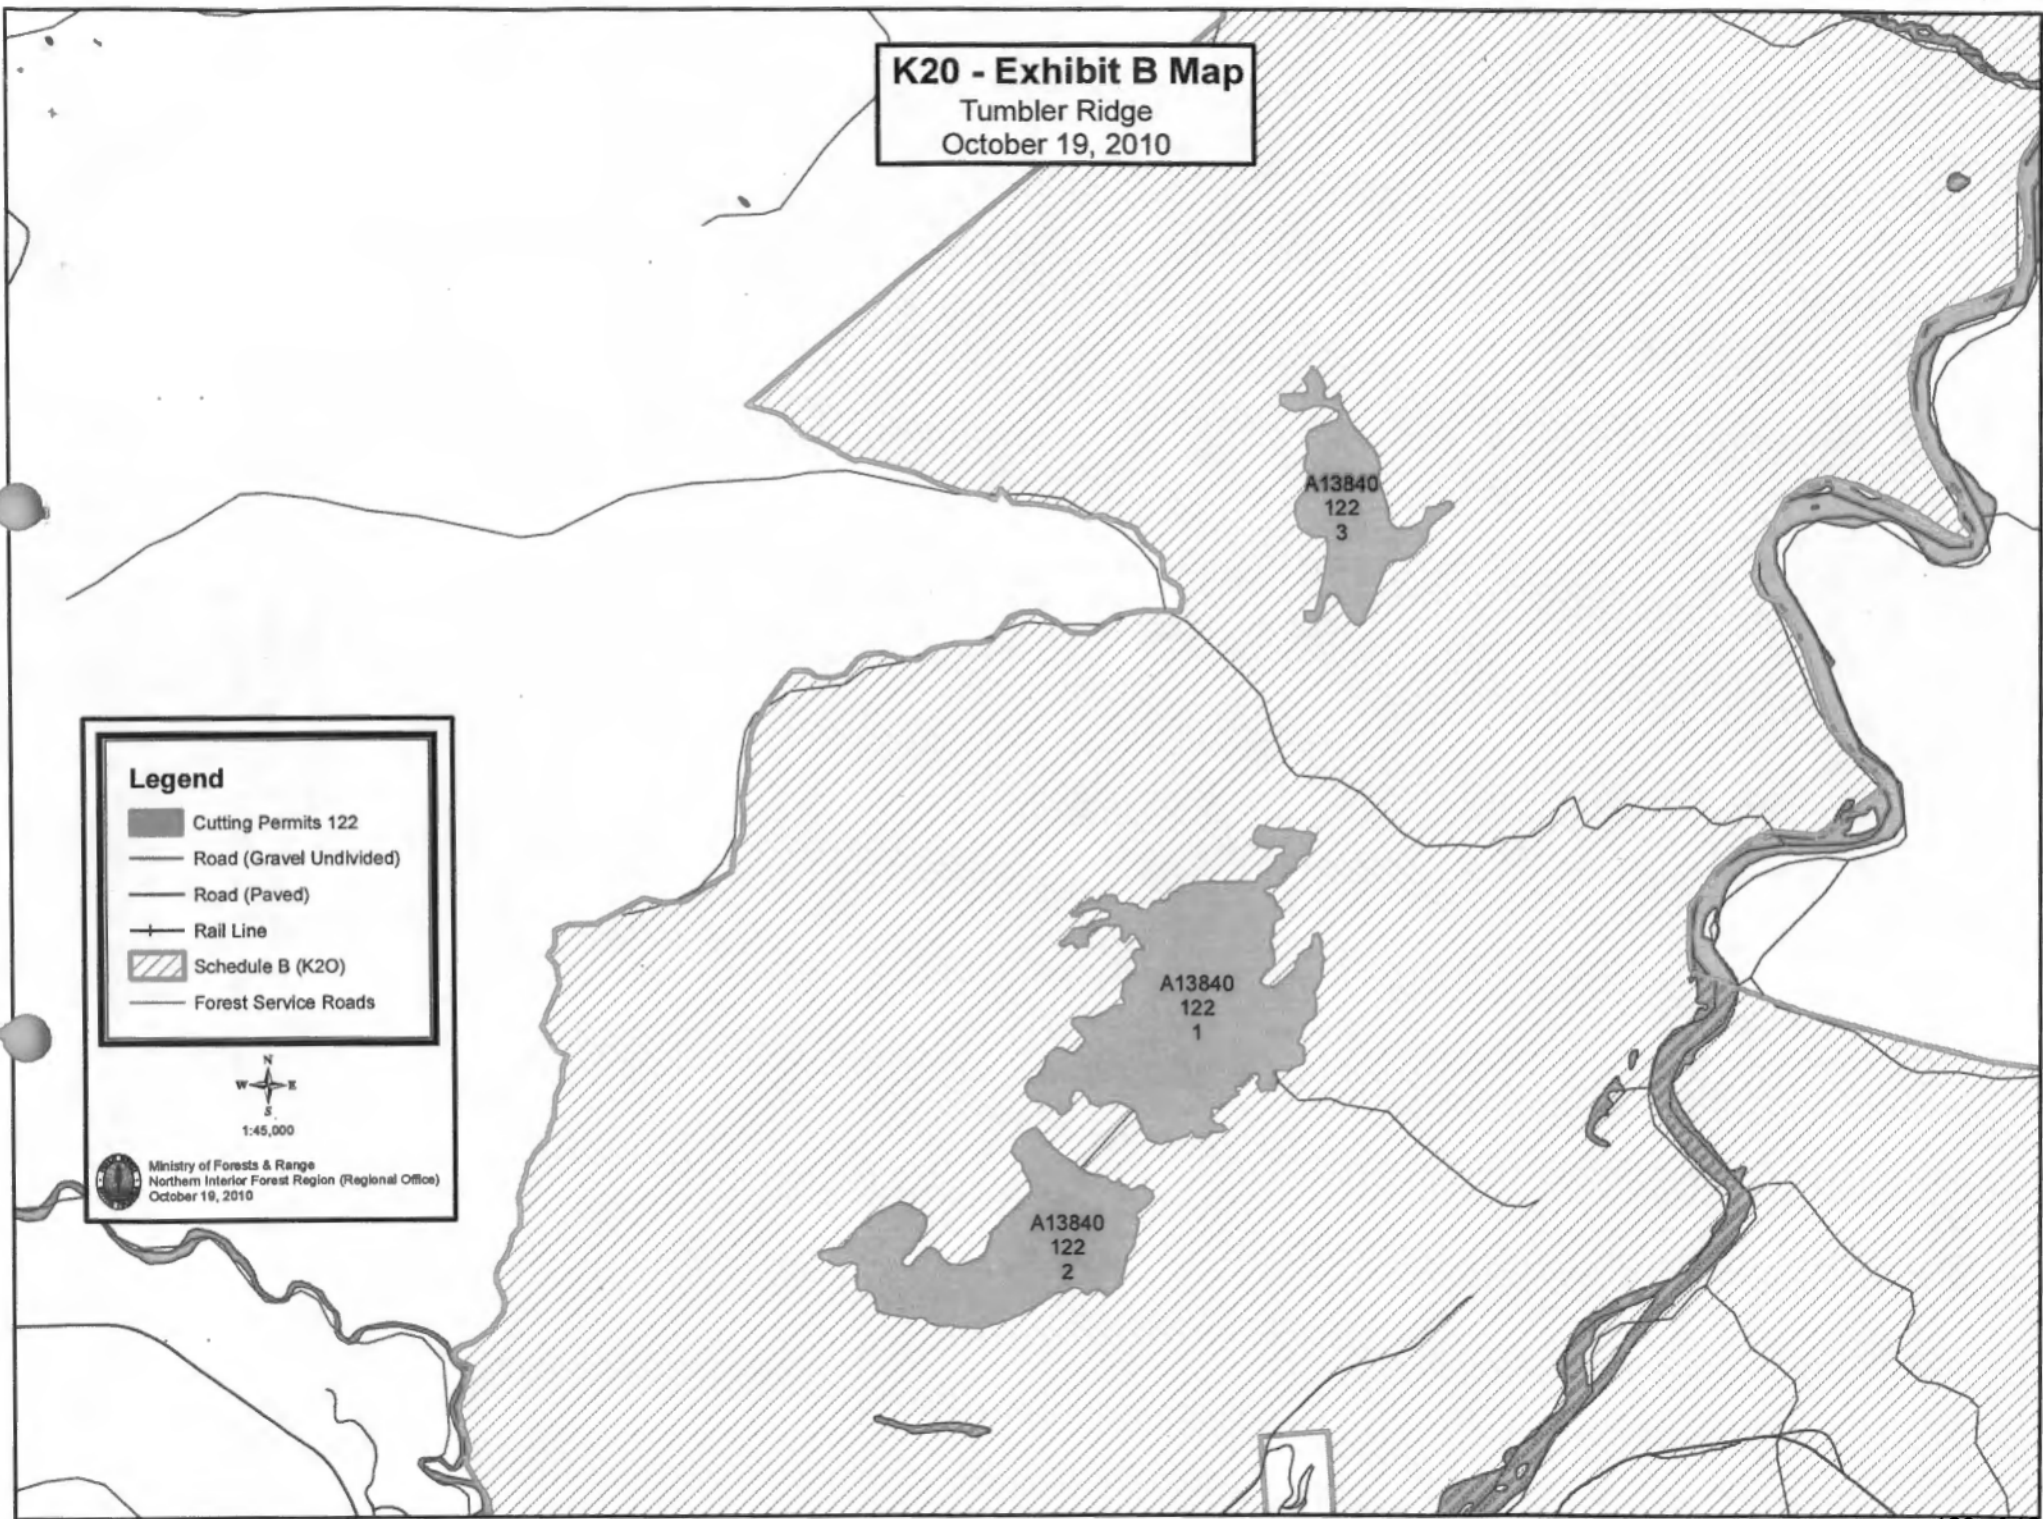 K20 - Exhibit B Map
Tumbler Ridge
October 19, 2010
A13840
122
3
Legend
Cutting Permits 122
Road (Gravel Undivided)
Road (Paved)
Rail Line
Schedule B (K2O)
Forest Service Roads
N
W E
S
1:45,000
Ministry of Forests & Range
Northern Interior Forest Region (Regional Office)
October 19, 2010
A13840
122
1
A13840
122
2